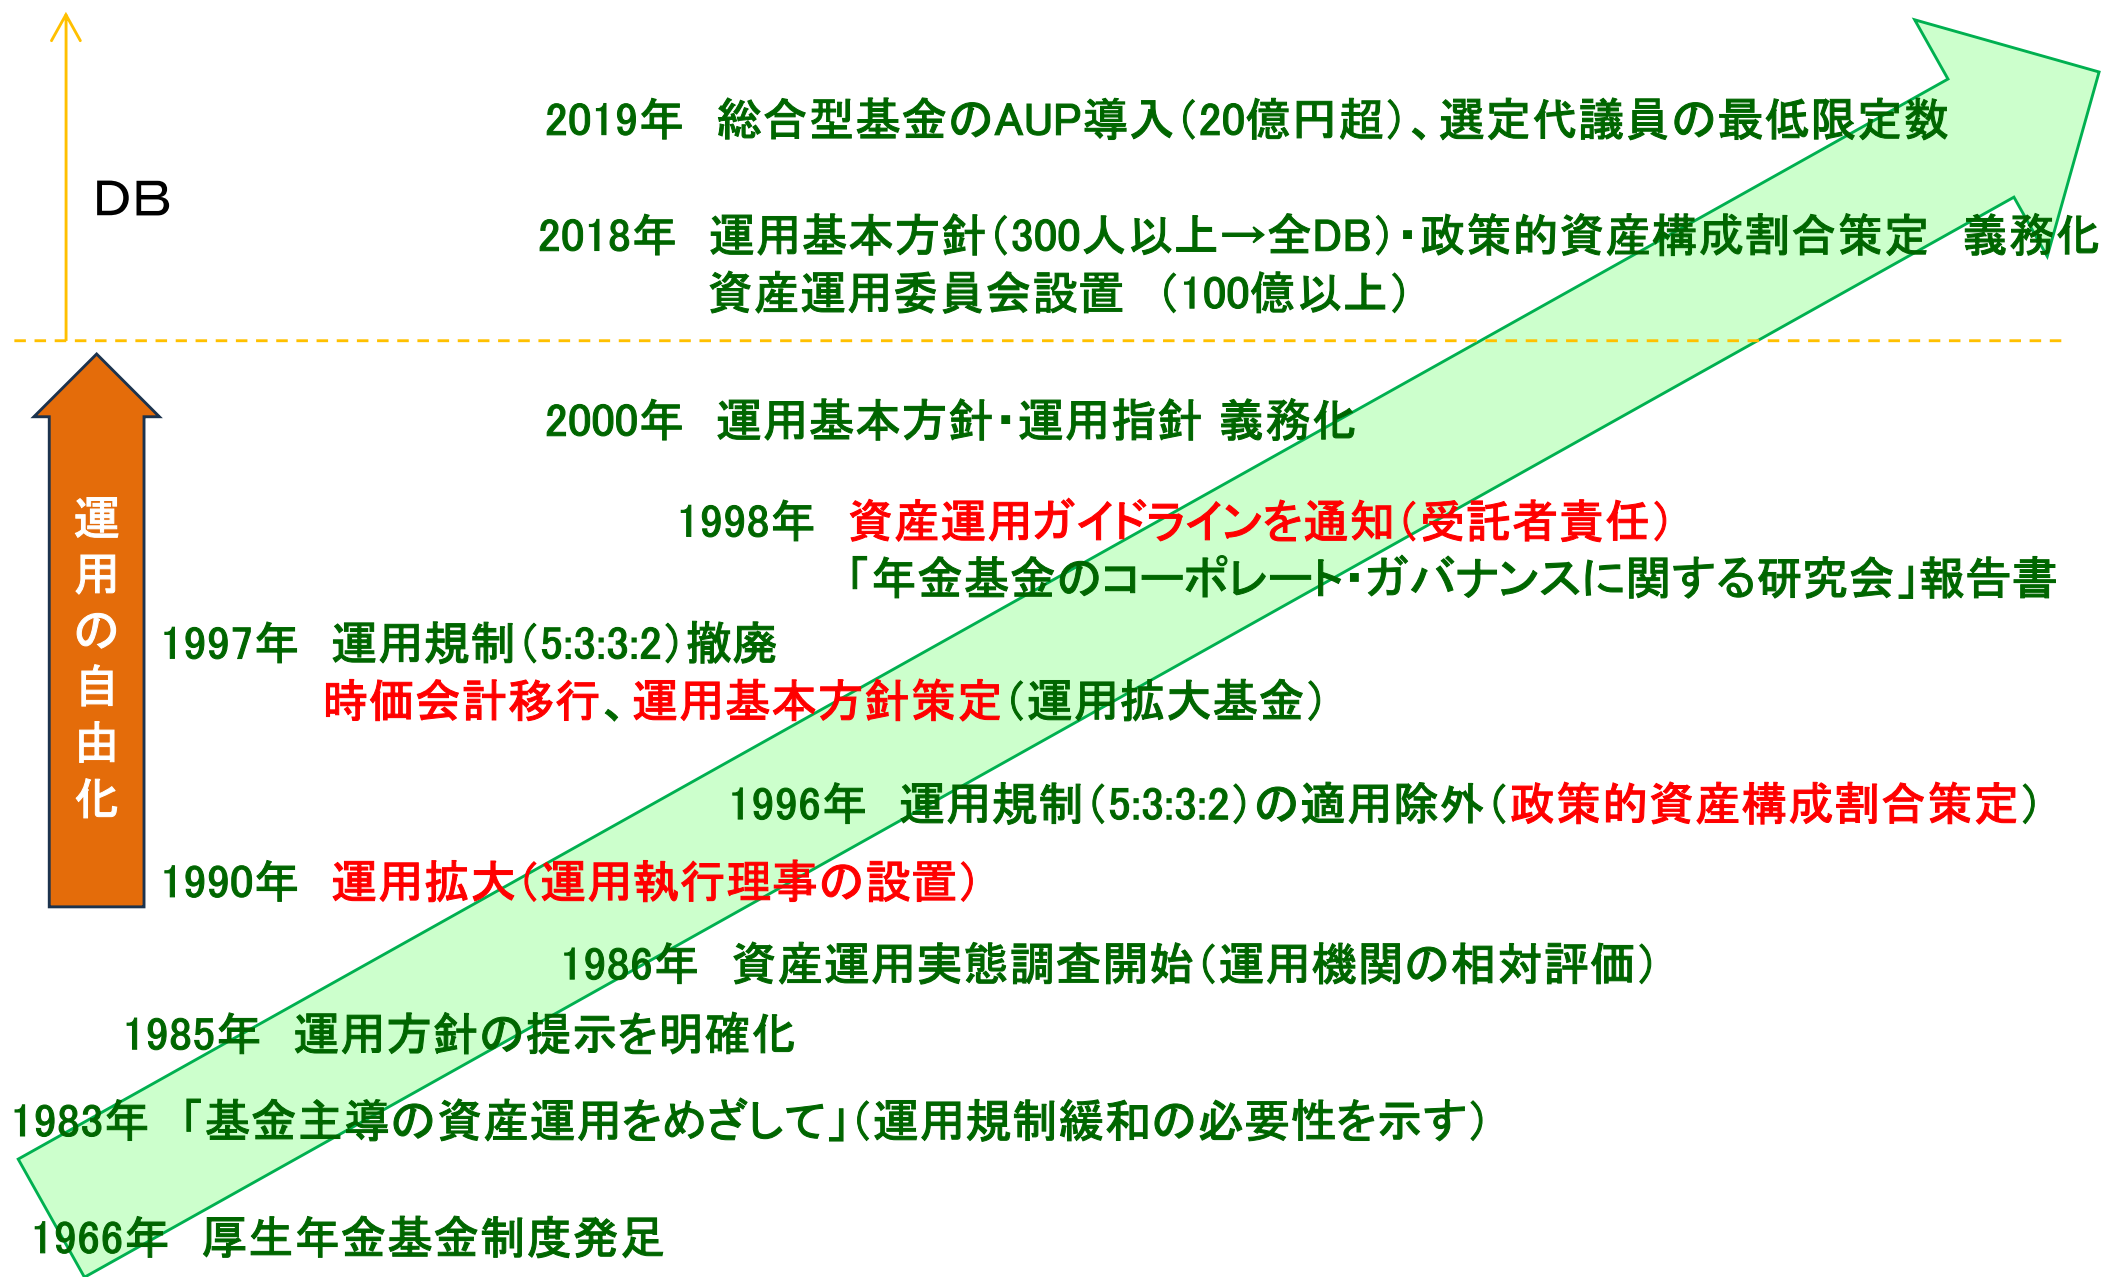 2019年　総合型基金のAUP導入（20億円超）、選定代議員の最低限定数
DB
2018年　運用基本方針（300人以上→全DB）・政策的資産構成割合策定　義務化
資産運用委員会設置　（100億以上）
2000年　運用基本方針・運用指針 義務化
運用の自由化
1998年　資産運用ガイドラインを通知（受託者責任）
「年金基金のコーポレート・ガバナンスに関する研究会」報告書
1997年　運用規制（5:3:3:2）撤廃
時価会計移行、運用基本方針策定（運用拡大基金）
1996年　運用規制（5:3:3:2）の適用除外（政策的資産構成割合策定）
1990年　運用拡大（運用執行理事の設置）
1986年　資産運用実態調査開始（運用機関の相対評価）
1985年　運用方針の提示を明確化
1983年　「基金主導の資産運用をめざして」（運用規制緩和の必要性を示す）
1966年　厚生年金基金制度発足